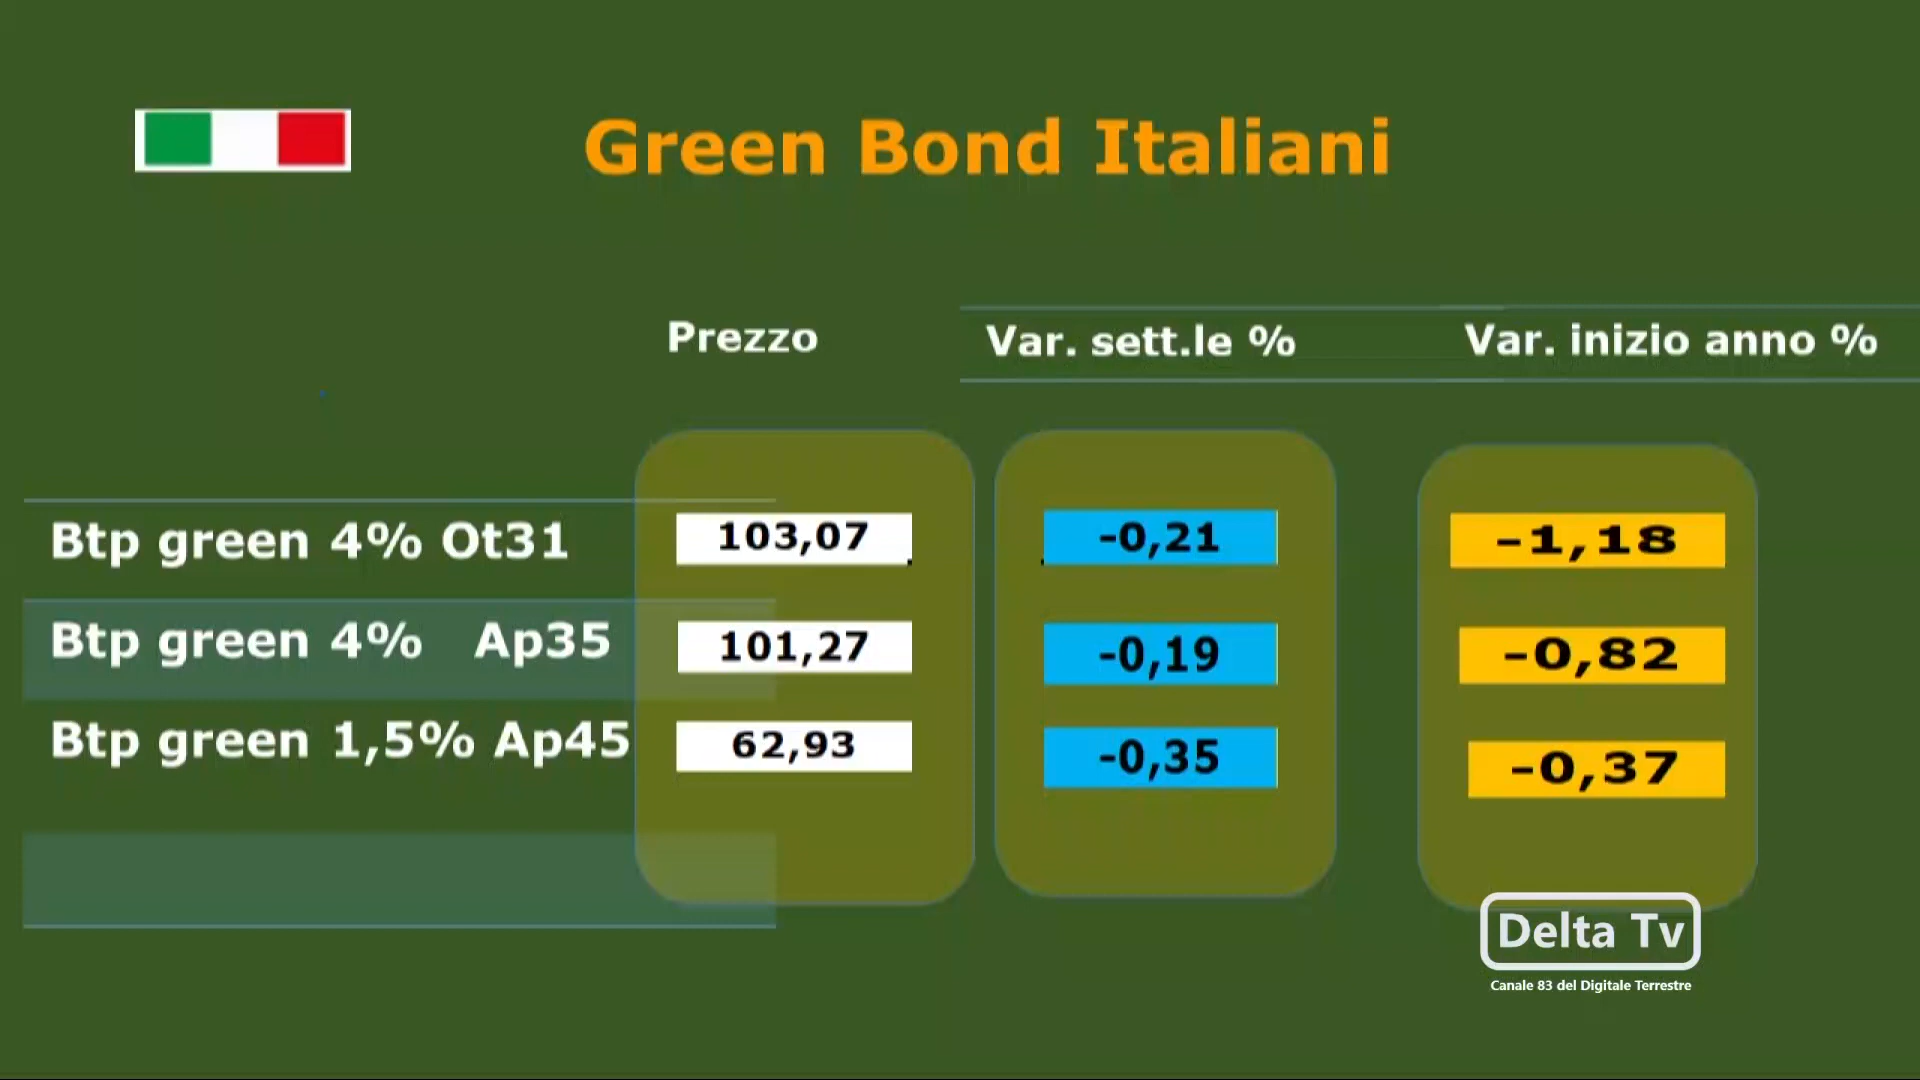 Green Bond Italiani
Prezzo Var. sett.le % Var. inizio anno %
Btp green 4% Ot31 103,07 -0,21 -1,18
Btp green 4% Ap35 101,27 -0,19 -0,82
Btp green 1,5% Ap45 62,93 -0,35 -0,37
Delta Tv
Canale 83 del Digitale Terrestre